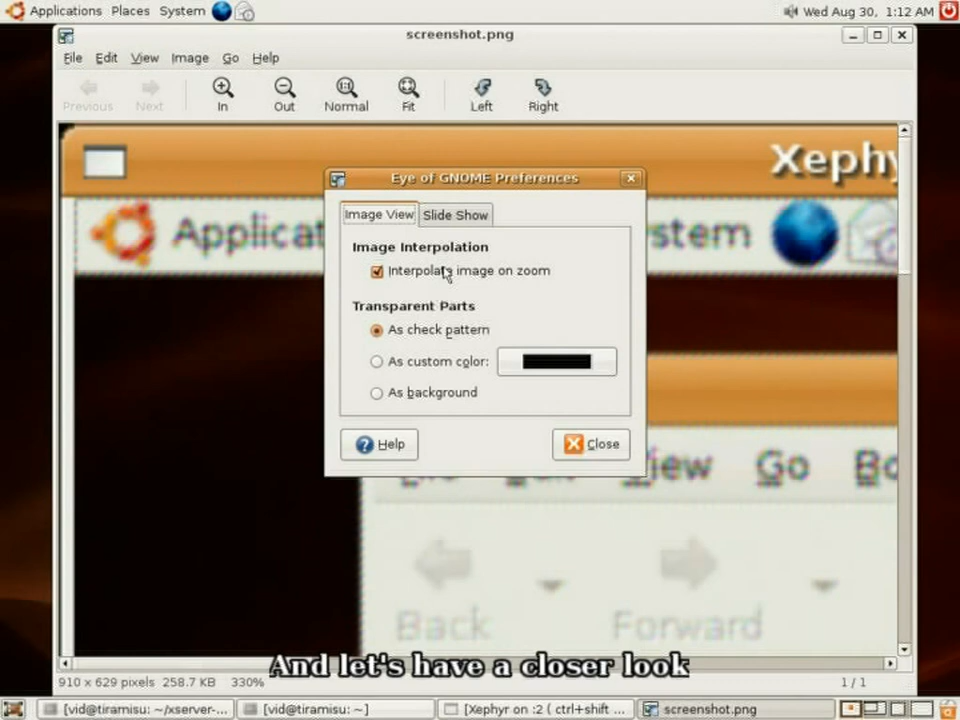 Applications Places System Wed Aug 30, 1:12 AM
screenshot.png
File Edit View Image Go Help
Previous Next In Out Normal Fit Left Right
Xephy
Eye of GNOME Preferences
Image View Slide Show
Applicat stem
Image Interpolation
Interpolate image on zoom
Transparent Parts
As check pattern
As custom color:
As background
Help Close
View Go Bo
Back Forward
And let's have a closer look
910 x 629 pixels 258.7 KB 330% 1 / 1
[vid@tiramisu: ~/xserver-... [vid@tiramisu: ~] [Xephyr on :2 ( ctrl+shift ... screenshot.png